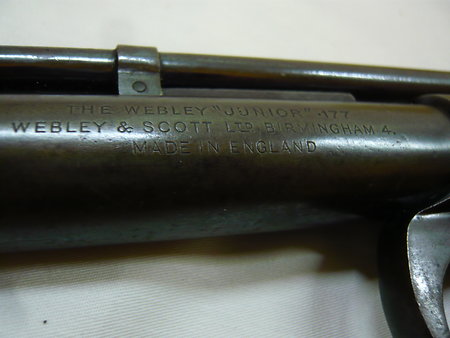 THE WEBLEY "JUNIOR" .177
WEBLEY & SCOTT LTD, BIRMINGHAM 4.
MADE IN ENGLAND